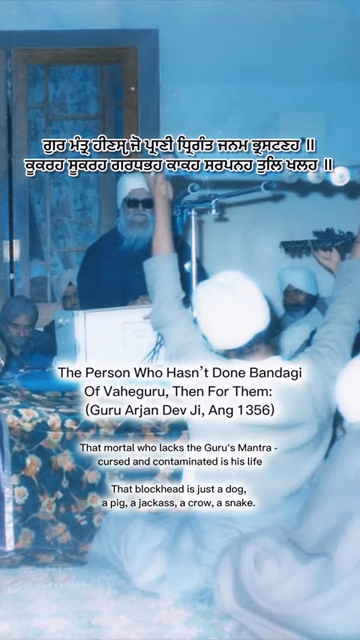 ਗੁਰ ਮੰਤ੍ਰ ਹੀਣਸੵ ਜੋ ਪ੍ਰਾਣੀ ਧ੍ਰਿਗੰਤ ਜਨਮ ਭ੍ਰਸਟਣਹ ॥
ਕੂਕਰਹ ਸੂਕਰਹ ਗਰਧਭਹ ਕਾਕਹ ਸਰਪਨਹ ਤੁਲਿ ਖਲਹ ॥
The Person Who Hasn't Done Bandagi
Of Vaheguru, Then For Them:
(Guru Arjan Dev Ji, Ang 1356)
That mortal who lacks the Guru's Mantra -
cursed and contaminated is his life
That blockhead is just a dog,
a pig, a jackass, a crow, a snake.